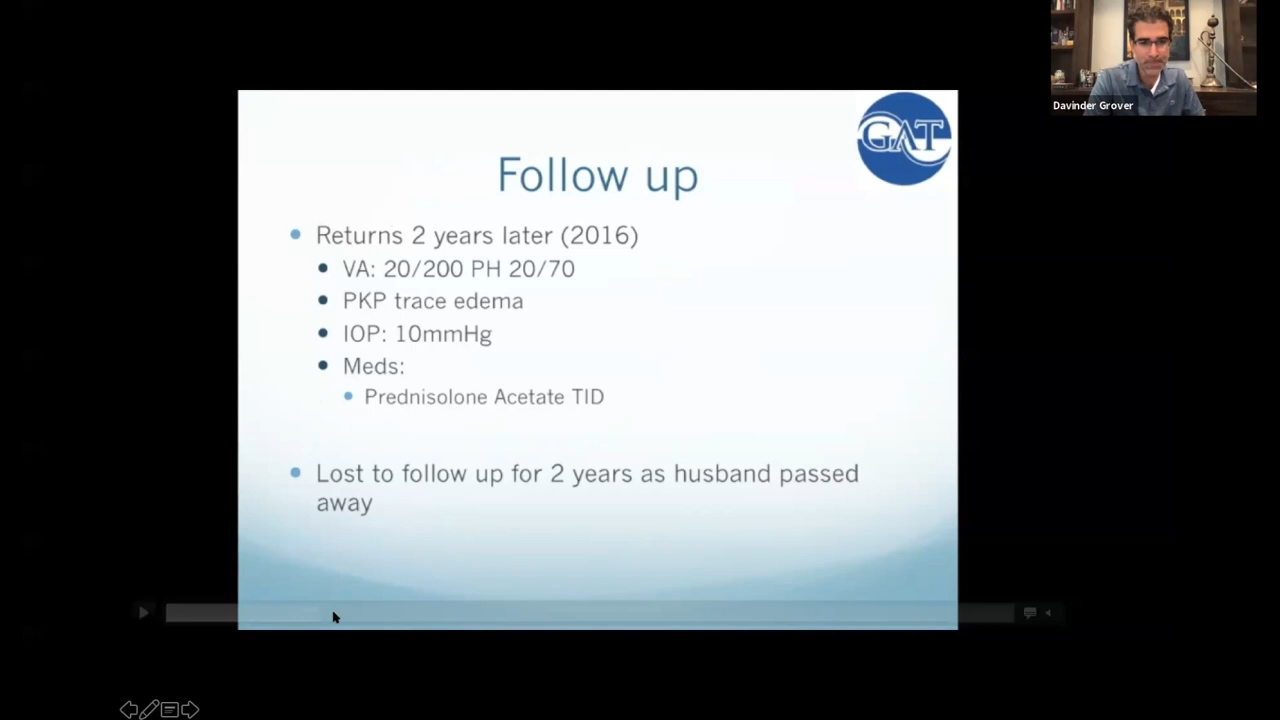 Davinder Grover
GAT
Follow up
Returns 2 years later (2016)
VA: 20/200 PH 20/70
PKP trace edema
IOP: 10mmHg
Meds:
Prednisolone Acetate TID
Lost to follow up for 2 years as husband passed
away